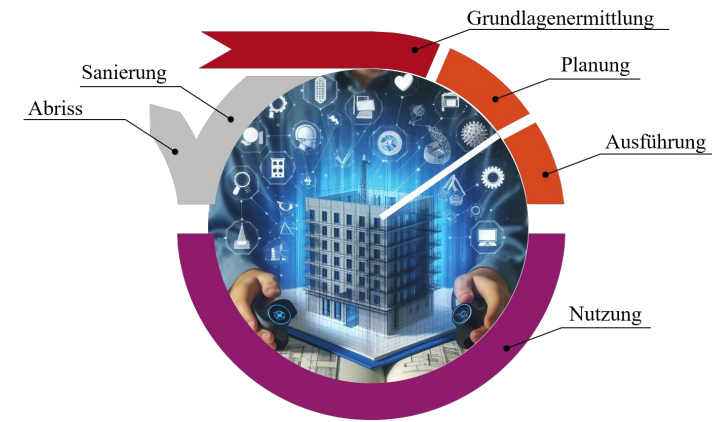 Grundlagenermittlung
Planung
Sanierung
Abriss
Ausführung
Nutzung